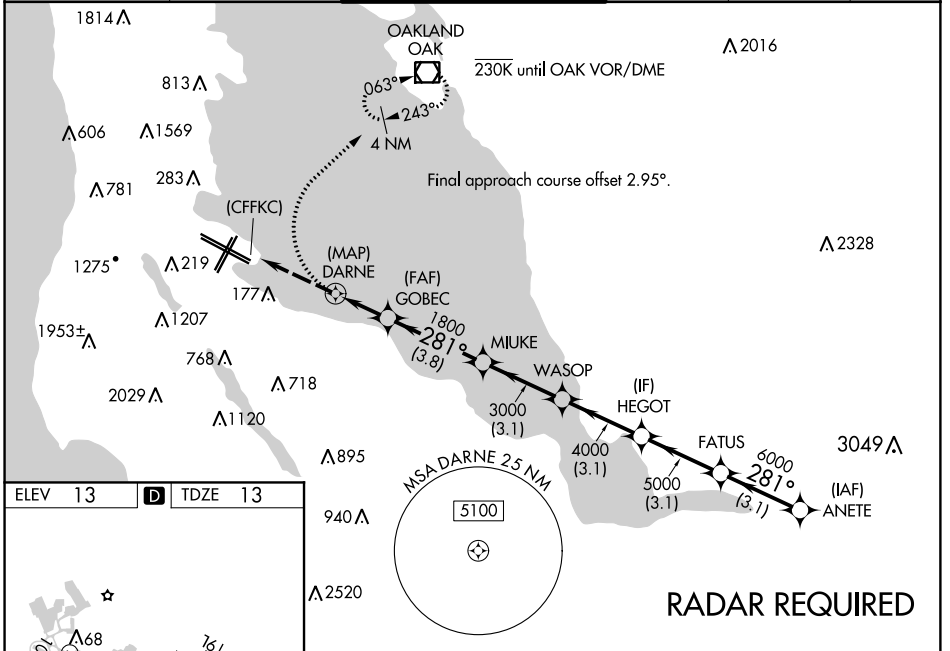 1814
OAKLAND
OAK
2016
230K until OAK VOR/DME
813
063°
243°
4 NM
606
1569
283
781
Final approach course offset 2.95°.
(CFFKC)
2328
1275
219
(MAP)
DARNE
(FAF)
GOBEC
177
1800
281°
(3.8)
1207
1953±
MIUKE
768
WASOP
(IF)
HEGOT
2029
718
3000
(3.1)
1120
4000
(3.1)
FATUS
3049
6000
281°
(3.1)
5000
(3.1)
(IAF)
ANETE
895
MSA DARNE 25 NM
5100
ELEV 13 D TDZE 13
940
2520
RADAR REQUIRED
68